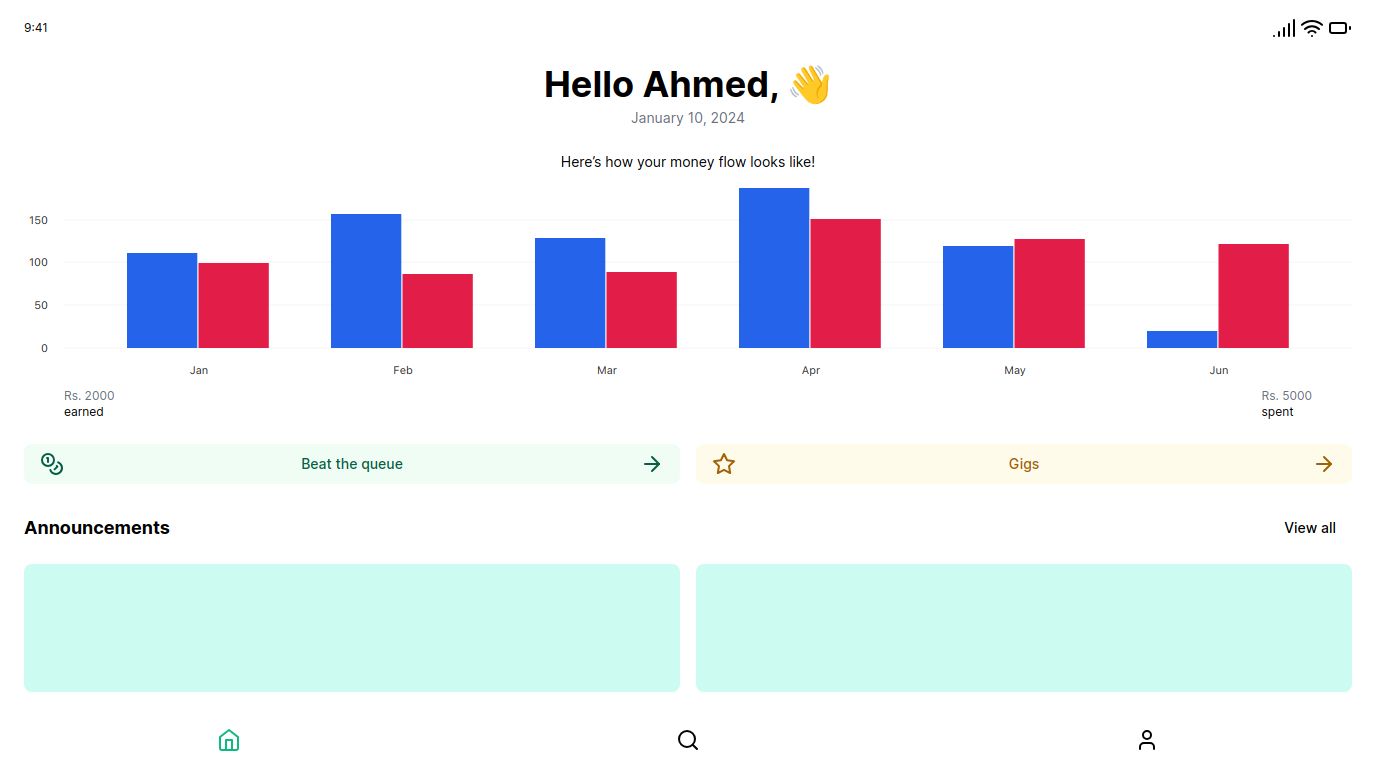 9:41
Hello Ahmed, 👋
January 10, 2024
Here’s how your money flow looks like!
150
100
50
0
Jan Feb Mar Apr May Jun
Rs. 2000 Rs. 5000
earned spent
Beat the queue Gigs
Announcements View all